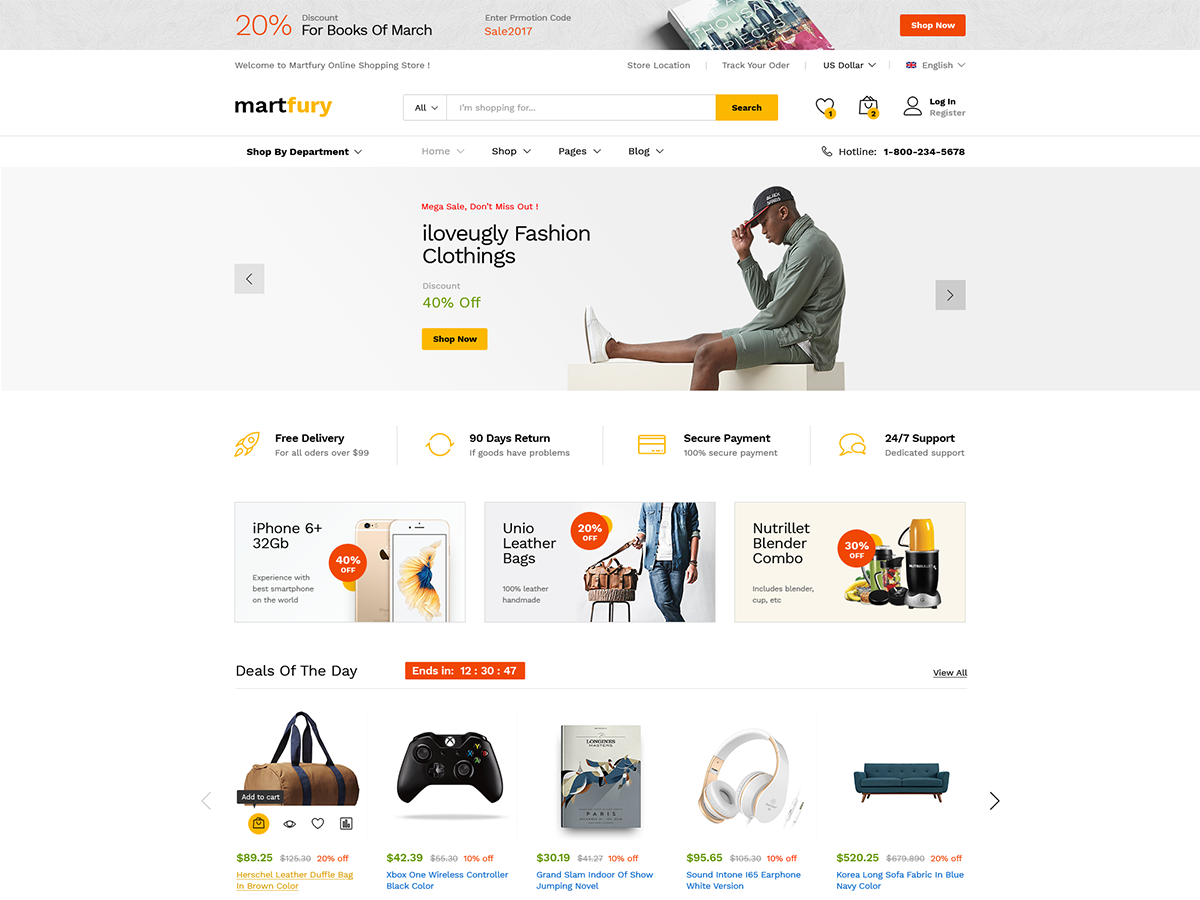 20%
Discount
For Books Of March
Enter Prmotion Code
Sale2017
A
THOUSAN
PIECES
Shop Now
Welcome to Martfury Online Shopping Store !
Store Location
Track Your Oder
US Dollar
English
martfury
All
I'm shopping for...
Search
1
2
Log In
Register
Shop By Department
Home
Shop
Pages
Blog
Hotline: 1-800-234-5678
Mega Sale, Don't Miss Out !
iloveugly Fashion
Clothings
Discount
40% Off
Shop Now
Free Delivery
For all oders over $99
90 Days Return
If goods have problems
Secure Payment
100% secure payment
24/7 Support
Dedicated support
iPhone 6+
32Gb
Experience with
best smartphone
on the world
40%
OFF
Unio
Leather
Bags
100% leather
handmade
20%
OFF
Nutrillet
Blender
Combo
Includes blender,
cup, etc
30%
OFF
NUTRIBULLET
Deals Of The Day
Ends in: 12 : 30 : 47
View All
LONGINES
MASTERS
PARIS
Add to cart
$89.25 $125.30 20% off
Herschel Leather Duffle Bag
In Brown Color
$42.39 $55.30 10% off
Xbox One Wireless Controller
Black Color
$30.19 $41.27 10% off
Grand Slam Indoor Of Show
Jumping Novel
$95.65 $105.30 10% off
Sound Intone I65 Earphone
White Version
$520.25 $679.890 20% off
Korea Long Sofa Fabric In Blue
Navy Color